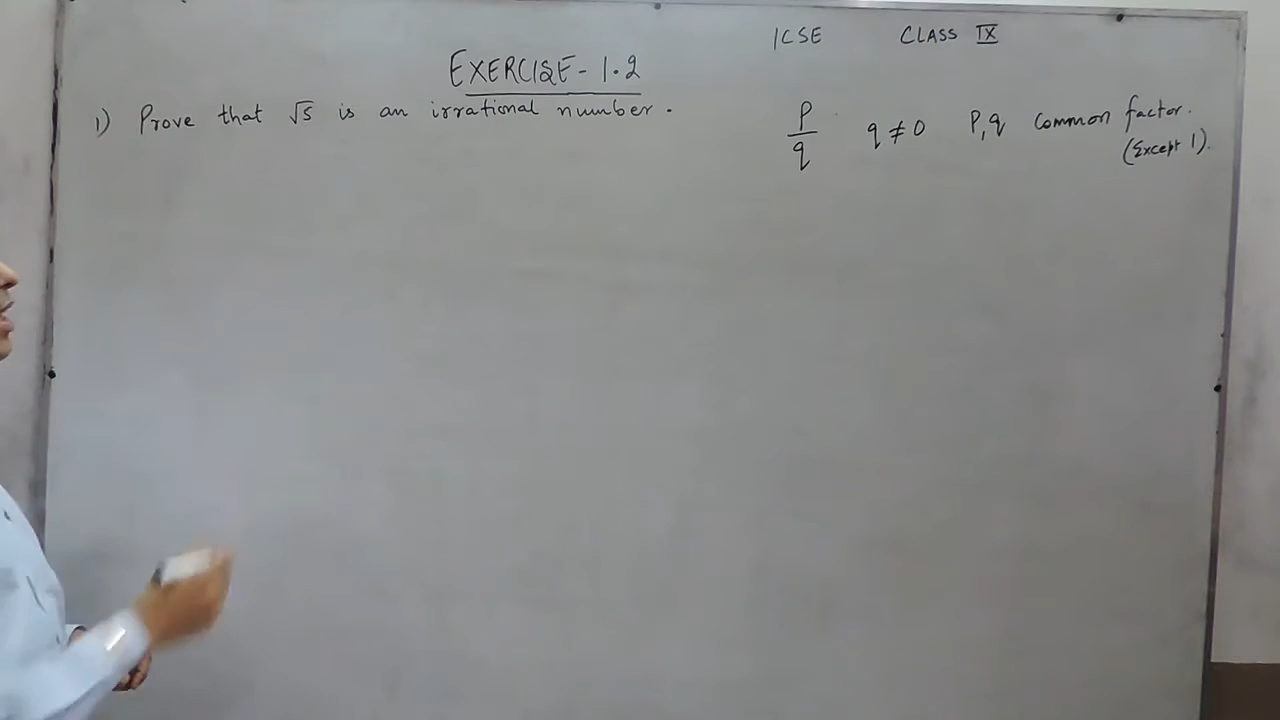 ICSE CLASS IX
EXERCISE - 1.2
1) Prove that √5 is an irrational number.
p/q q ≠ 0 P,q common factor.
(Except 1).